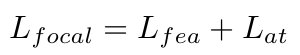 L_{focal} = L_{fea} + L_{at}